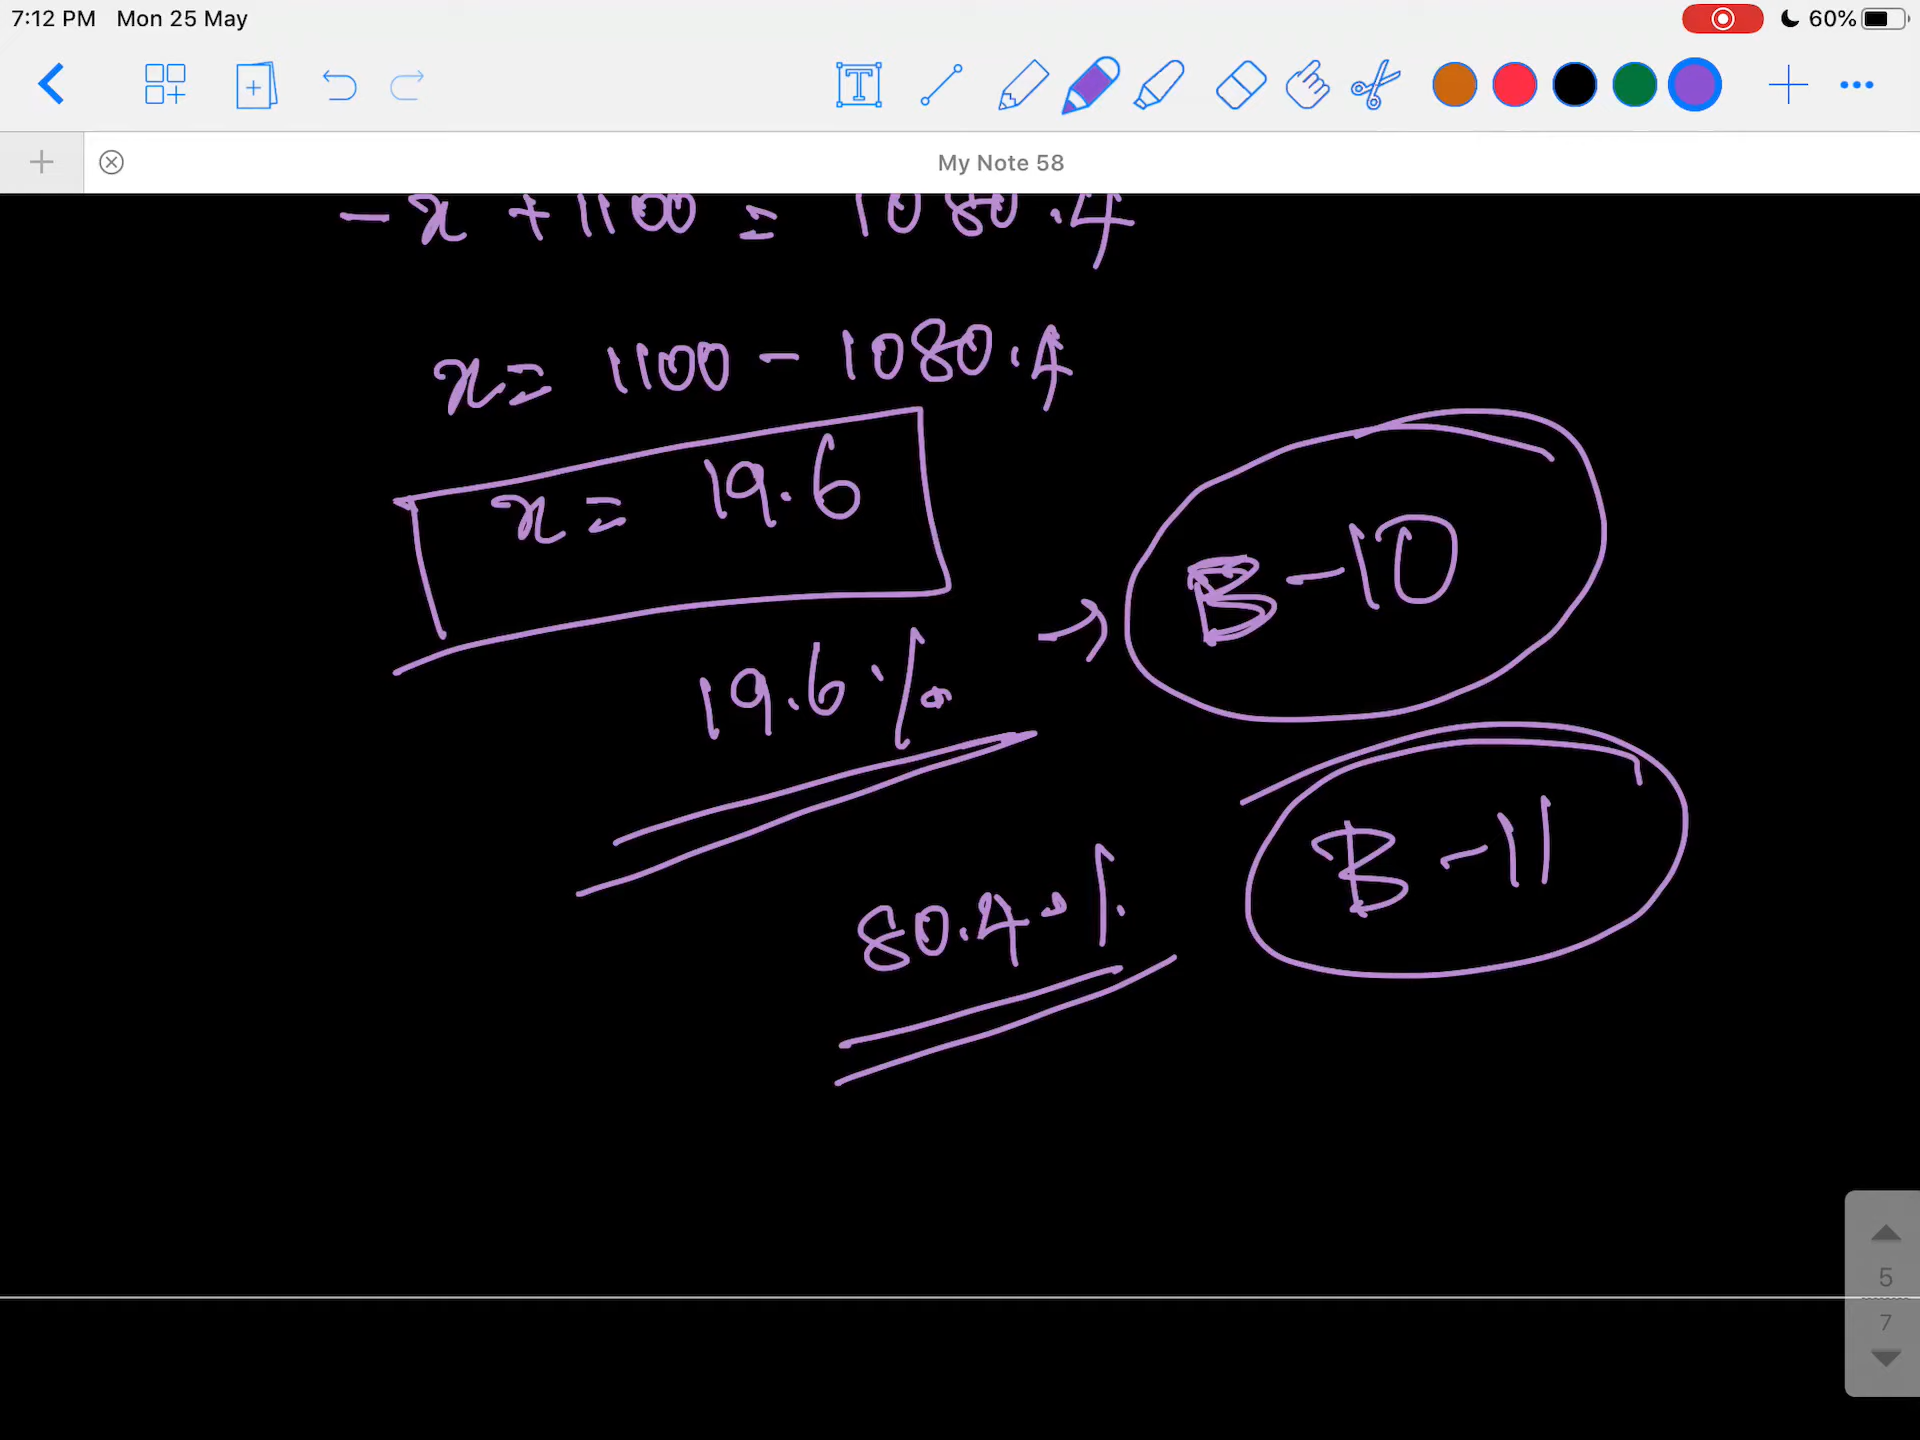 7:12 PM Mon 25 May
60%
My Note 58
-x + 1100 = 1080.4
x = 1100 - 1080.4
x = 19.6
B-10
19.6%
B-11
80.4%
5
7